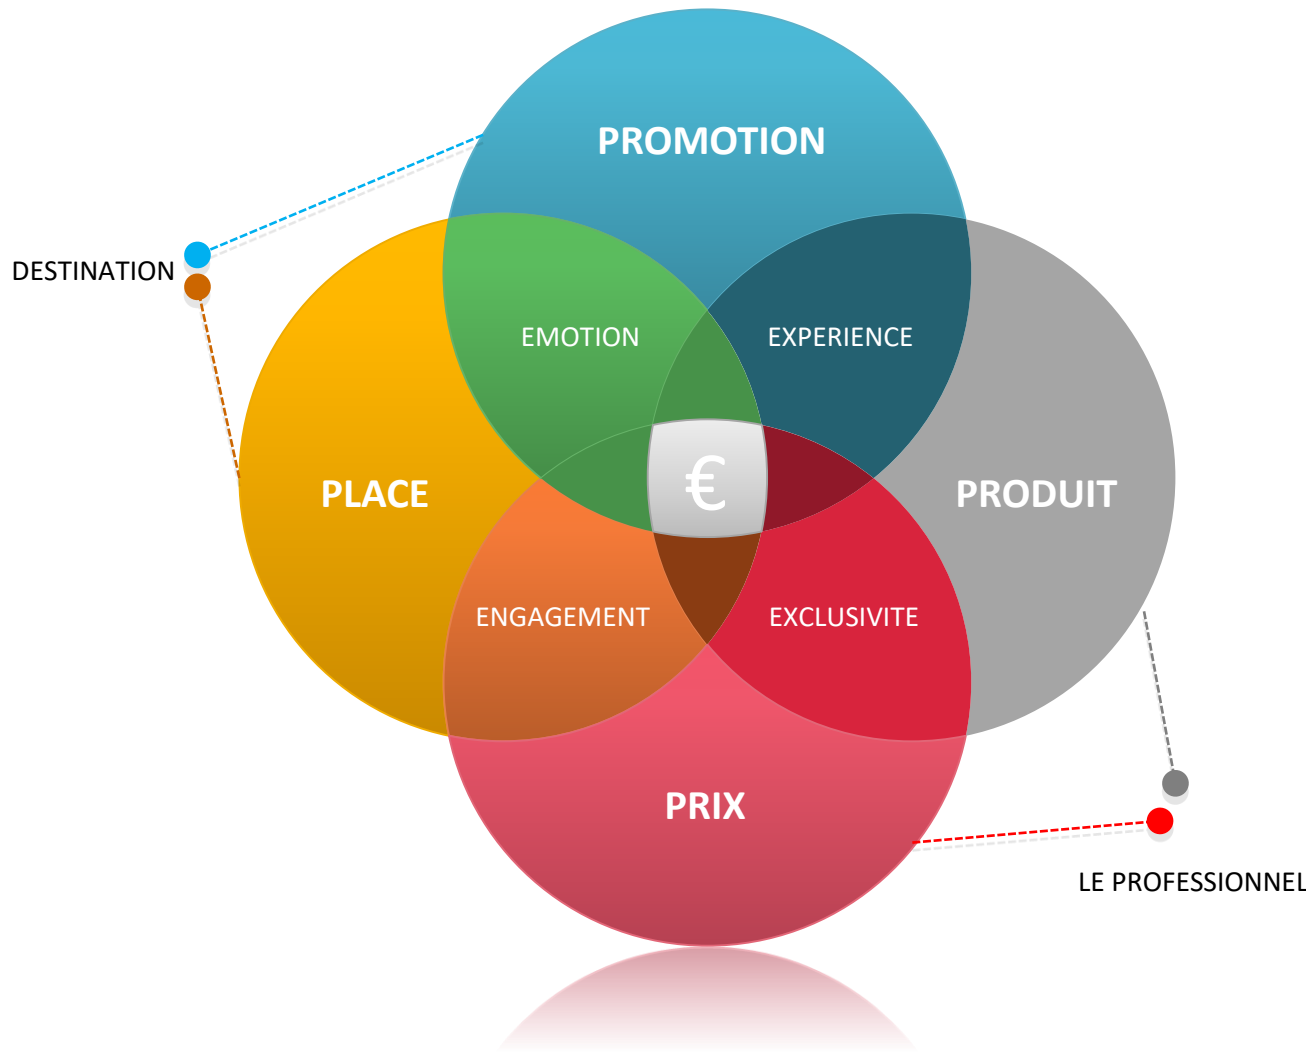 PROMOTION
DESTINATION
EMOTION
EXPERIENCE
PLACE
€
PRODUIT
ENGAGEMENT
EXCLUSIVITE
PRIX
LE PROFESSIONNEL